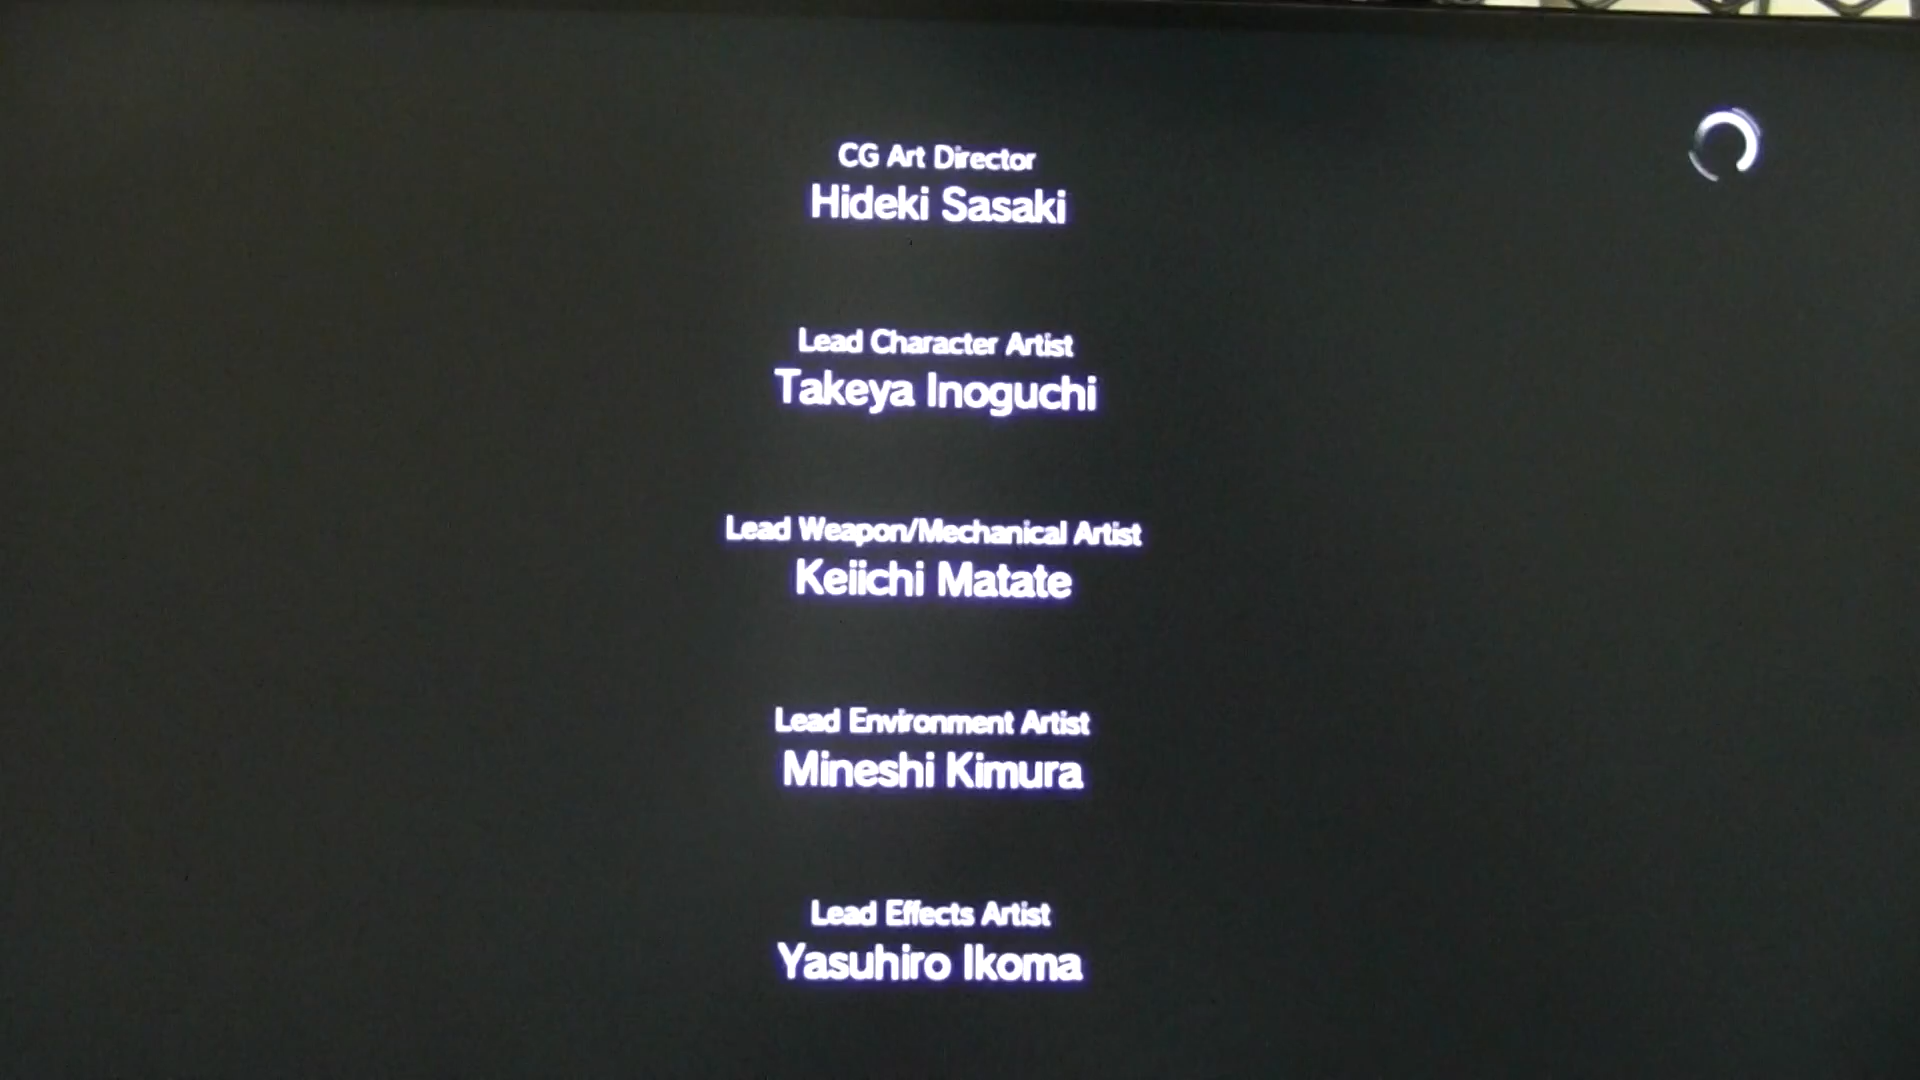 CG Art Director
Hideki Sasaki
Lead Character Artist
Takeya Inoguchi
Lead Weapon/Mechanical Artist
Keiichi Matate
Lead Environment Artist
Mineshi Kimura
Lead Effects Artist
Yasuhiro Ikoma